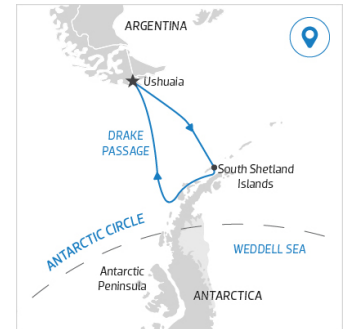 ARGENTINA
Ushuaia
DRAKE
PASSAGE
South Shetland
Islands
ANTARCTIC CIRCLE
WEDDELL SEA
Antarctic
Peninsula
ANTARCTICA